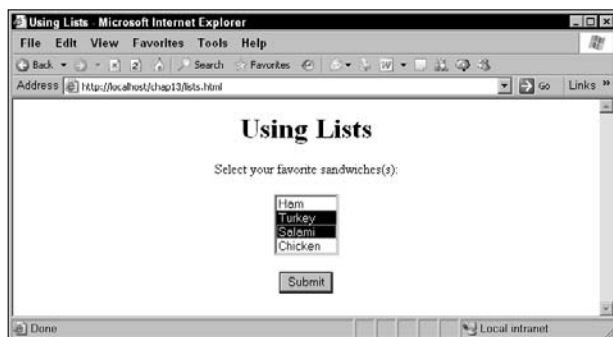 Using Lists - Microsoft Internet Explorer
File Edit View Favorites Tools Help
Back Search Favorites
Address http://localhost/chap13/lists.html Go Links »
Using Lists
Select your favorite sandwiches(s):
Ham
Turkey
Salami
Chicken
Submit
Done Local intranet